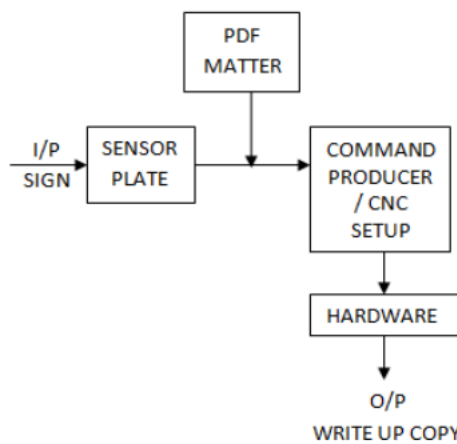 PDF
MATTER
I/P
SIGN
SENSOR
PLATE
COMMAND
PRODUCER
/ CNC
SETUP
HARDWARE
O/P
WRITE UP COPY